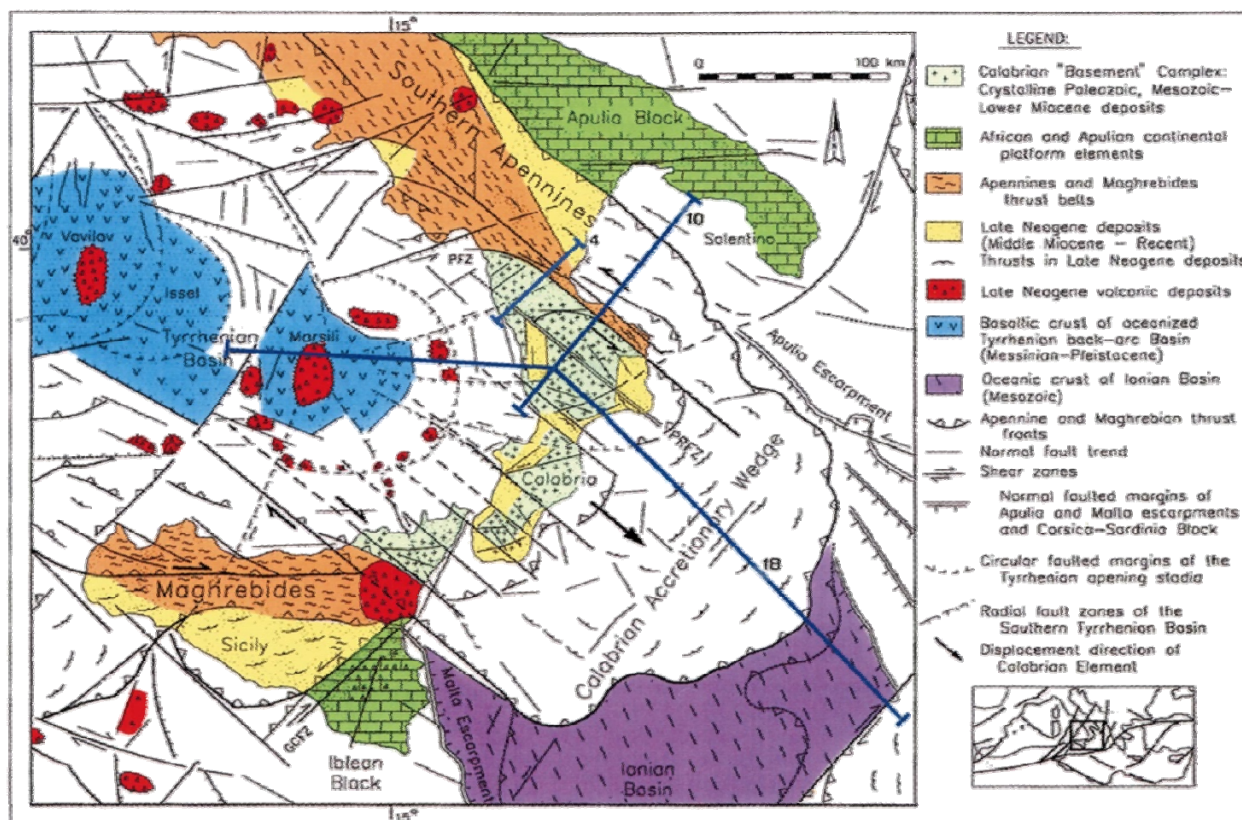 15°
LEGEND:
0
100 km
Calabrian "Basement" Complex:
Crystalline Paleozoic, Mesozoic-
Lower Miocene deposits
Southern Apennines
Apulia Block
African and Apulian continental
platform elements
Apennines and Maghrebides
thrust belts
Late Neogene deposits
(Middle Miocene - Recent)
Thrusts in Late Neogene deposits
Late Neogene volcanic deposits
Basaltic crust of oceanized
Tyrrhenian back-arc Basin
(Messinian-Pleistocene)
Oceanic crust of Ionian Basin
(Mesozoic)
Apennine and Maghrebian thrust
fronts
Normal fault trend
Shear zones
Normal faulted margins of
Apulia and Malta escarpments
and Corsica-Sardinia Block
Circular faulted margins of the
Tyrrhenian opening stadia
Radial fault zones of the
Southern Tyrrhenian Basin
Displacement direction of
Calabrian Element
10
4
40°
Vavilov
Salentino
PFZ
Issel
Tyrrhenian
Basin
Marsili
Apulia Escarpment
PRFZ
Calabria
Calabrian Accretionary Wedge
18
Maghrebides
Sicily
Malta Escarpment
GCFZ
Iblean
Block
Ionian
Basin
15°